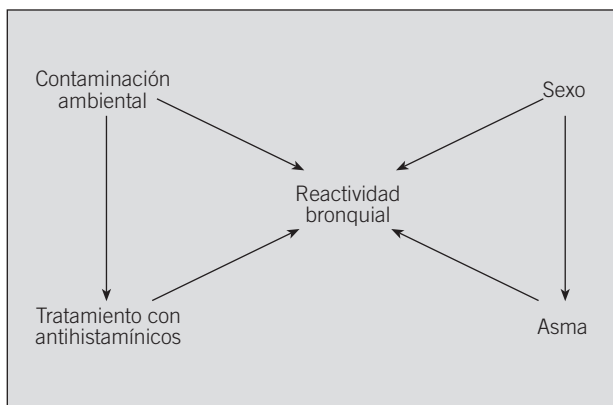 Contaminación
ambiental
Sexo
Reactividad
bronquial
Tratamiento con
antihistamínicos
Asma